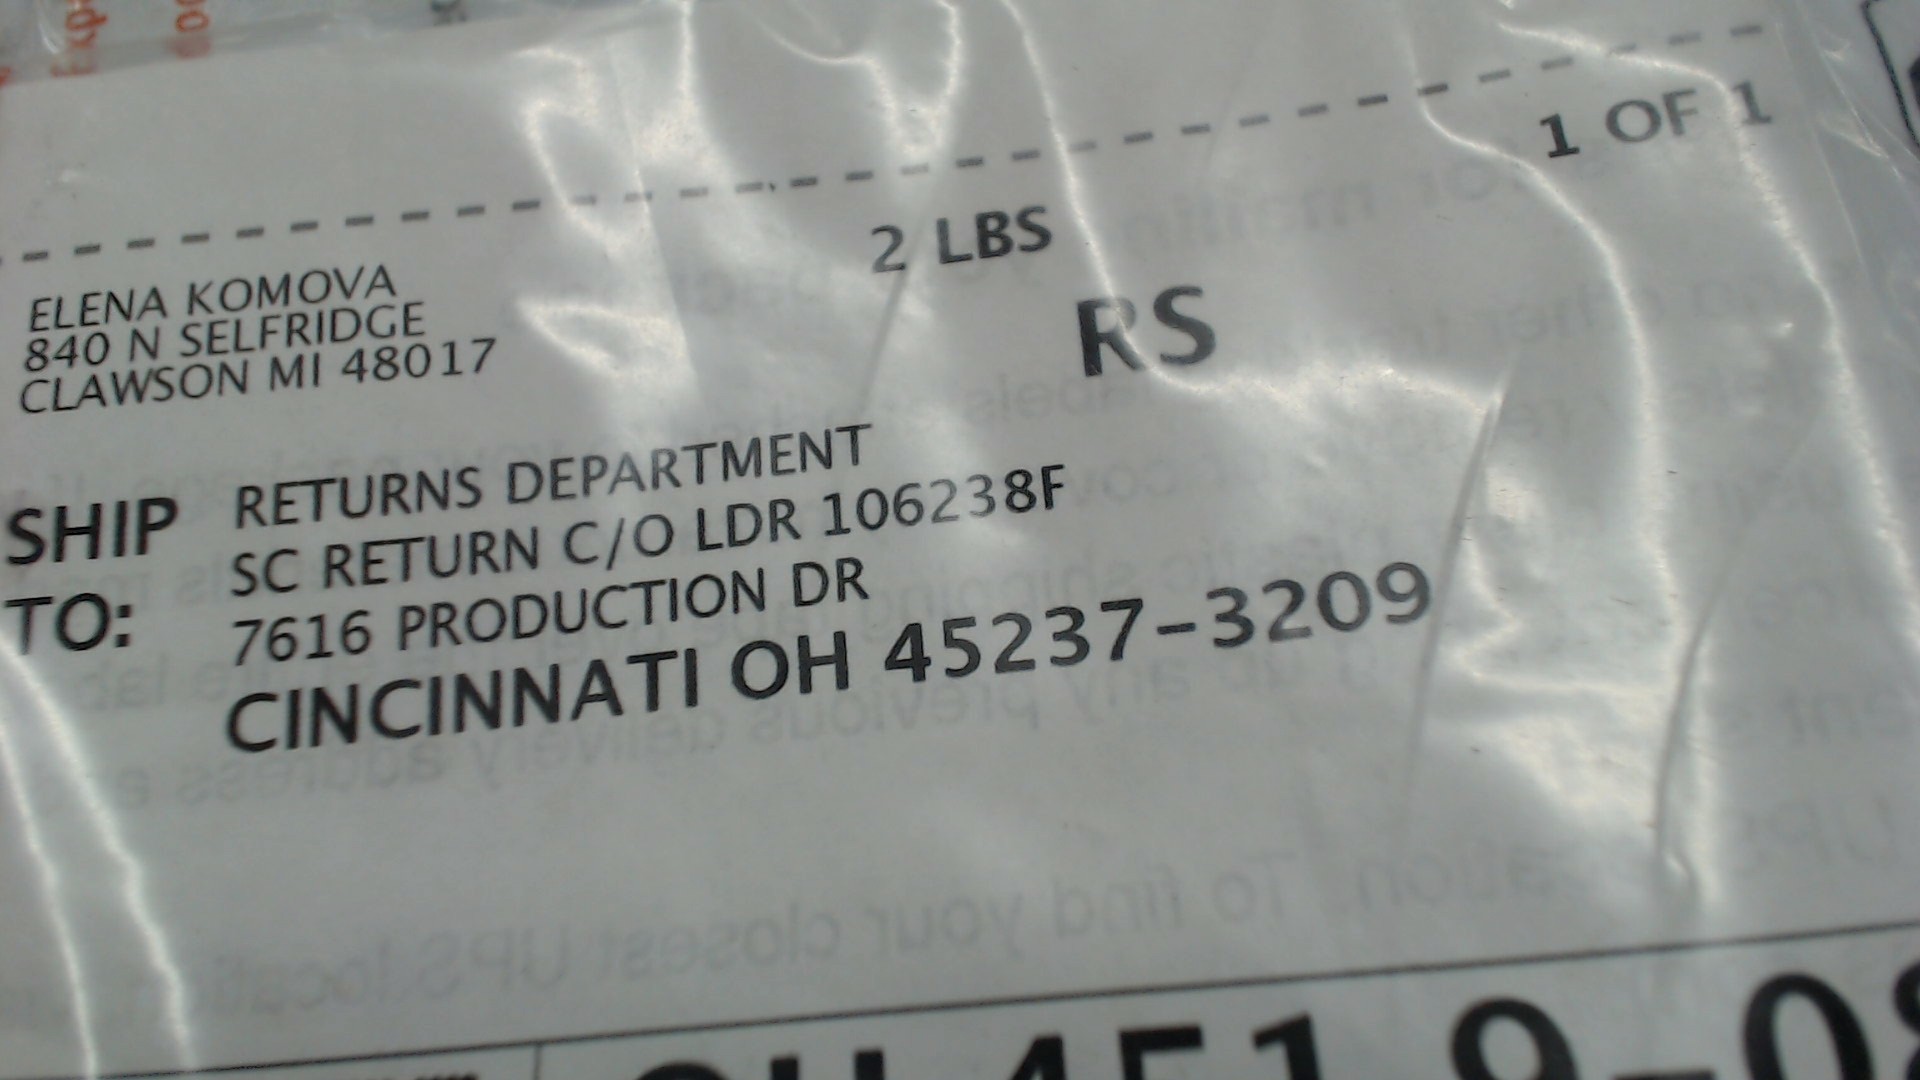 1 OF 1
2 LBS
RS
ELENA KOMOVA
840 N SELFRIDGE
CLAWSON MI 48017
SHIP TO:
RETURNS DEPARTMENT
SC RETURN C/O LDR 106238F
7616 PRODUCTION DR
CINCINNATI OH 45237-3209